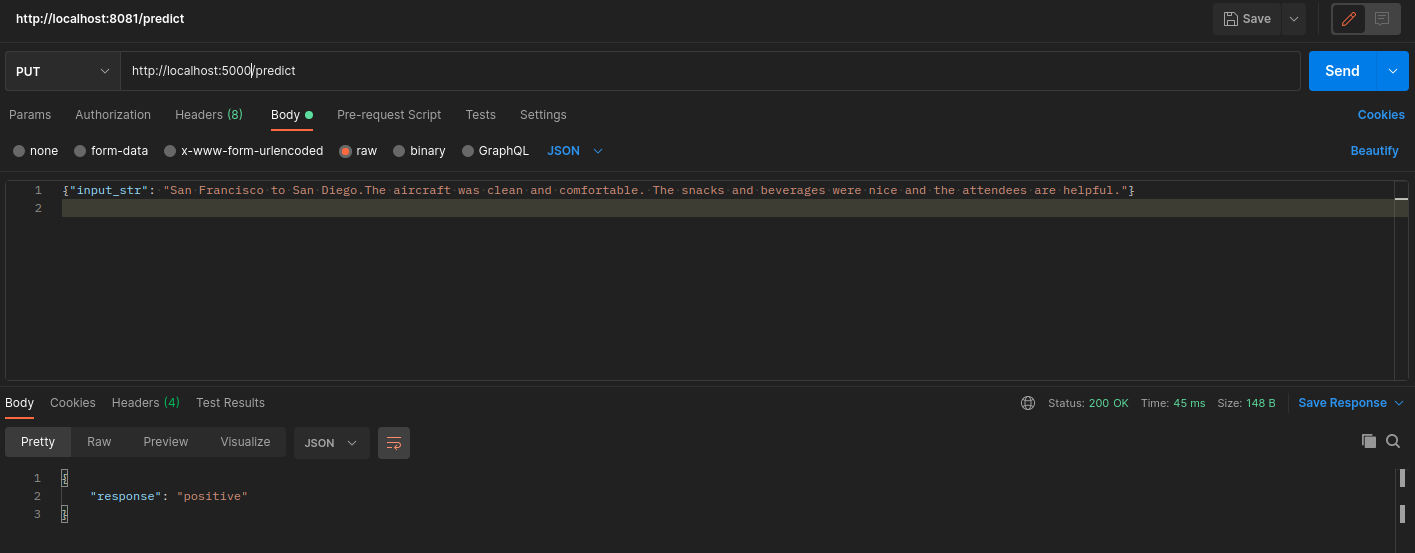 http://localhost:8081/predict
Save
PUT http://localhost:5000/predict Send
Params Authorization Headers (8) Body Pre-request Script Tests Settings Cookies
none form-data x-www-form-urlencoded raw binary GraphQL JSON Beautify
1 {"input_str": "San Francisco to San Diego.The aircraft was clean and comfortable. The snacks and beverages were nice and the attendees are helpful."}
2
Body Cookies Headers (4) Test Results Status: 200 OK Time: 45 ms Size: 148 B Save Response
Pretty Raw Preview Visualize JSON
1 {
2 "response": "positive"
3 }